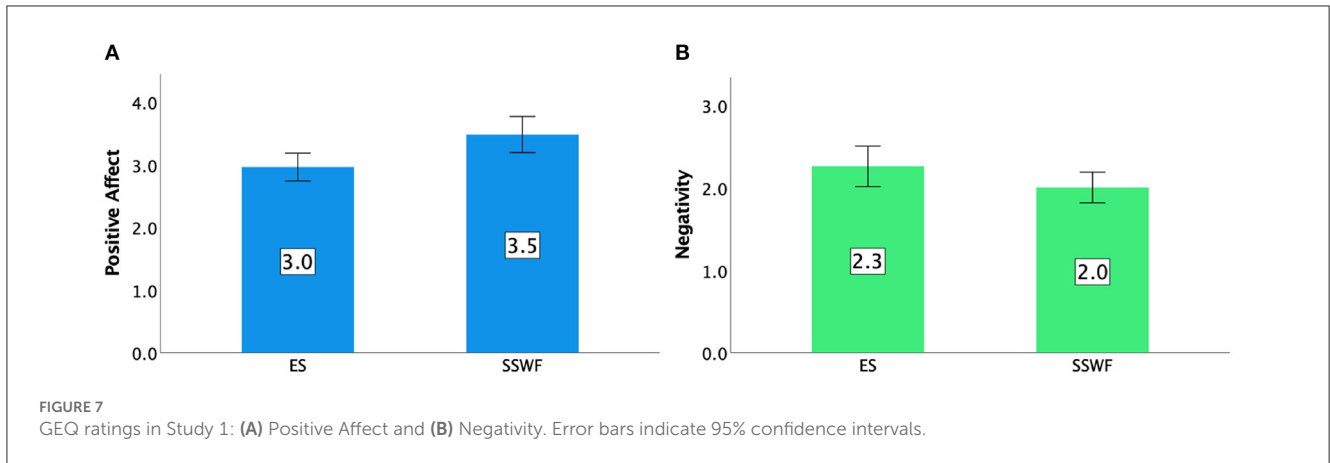 A
Positive Affect
4.0
3.0
2.0
1.0
0.0
3.0
3.5
ES
SSWF
B
Negativity
3.0
2.0
1.0
0.0
2.3
2.0
ES
SSWF
FIGURE 7
GEQ ratings in Study 1: (A) Positive Affect and (B) Negativity. Error bars indicate 95% confidence intervals.